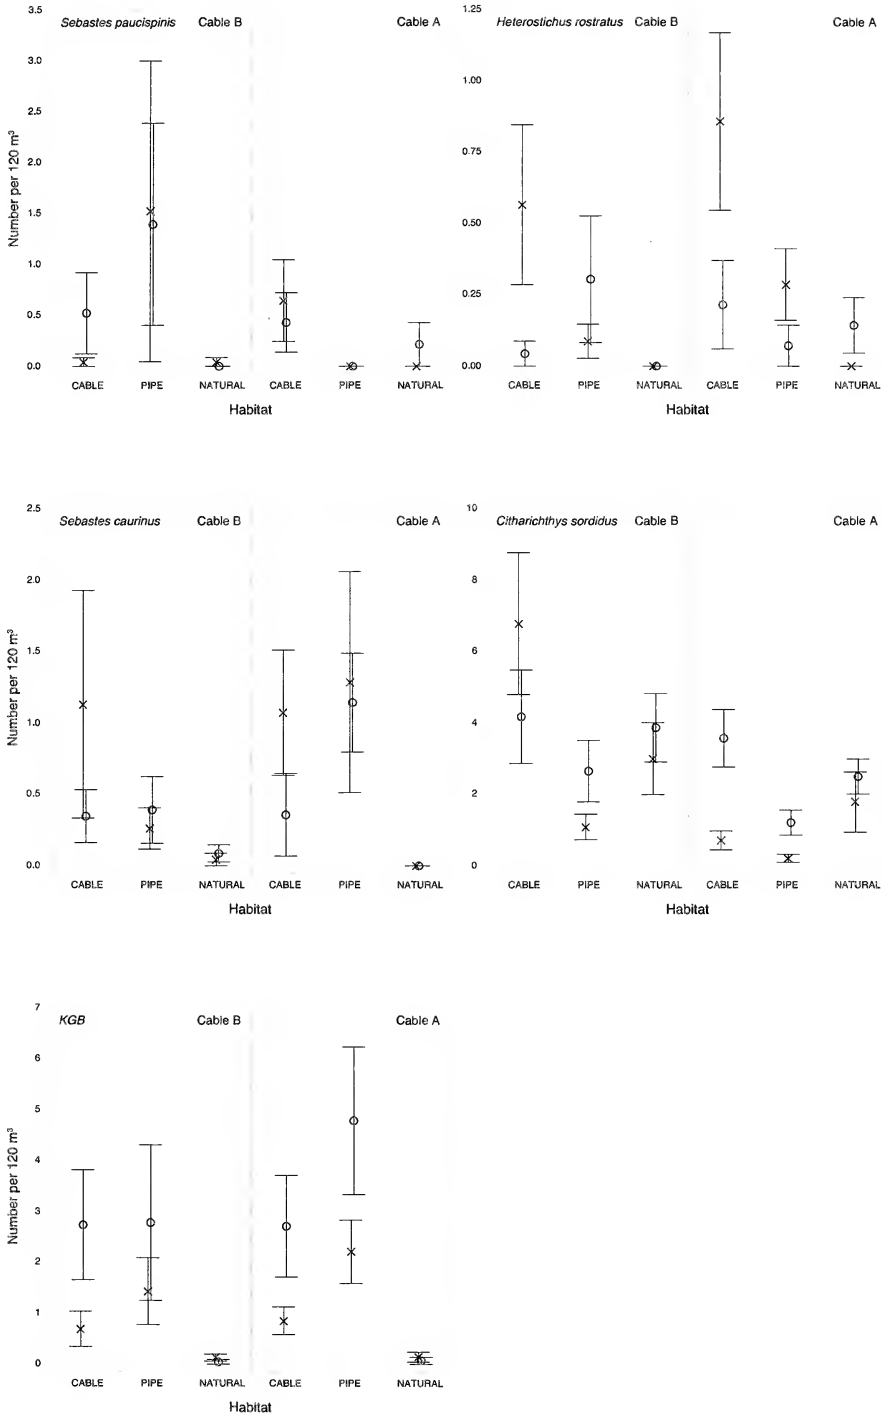 Sebastes paucispinis Cable B Cable A
3.5
3.0
2.5
2.0
1.5
1.0
0.5
0.0
Number per 120 m³
CABLE PIPE NATURAL CABLE PIPE NATURAL
Habitat
Heterostichus rostratus Cable B Cable A
1.25
1.00
0.75
0.50
0.25
0.00
CABLE PIPE NATURAL CABLE PIPE NATURAL
Habitat
Sebastes caurinus Cable B Cable A
2.5
2.0
1.5
1.0
0.5
0.0
Number per 120 m³
CABLE PIPE NATURAL CABLE PIPE NATURAL
Habitat
Citharichthys sordidus Cable B Cable A
10
8
6
4
2
0
CABLE PIPE NATURAL CABLE PIPE NATURAL
Habitat
KGB Cable B Cable A
7
6
5
4
3
2
1
0
Number per 120 m³
CABLE PIPE NATURAL CABLE PIPE NATURAL
Habitat